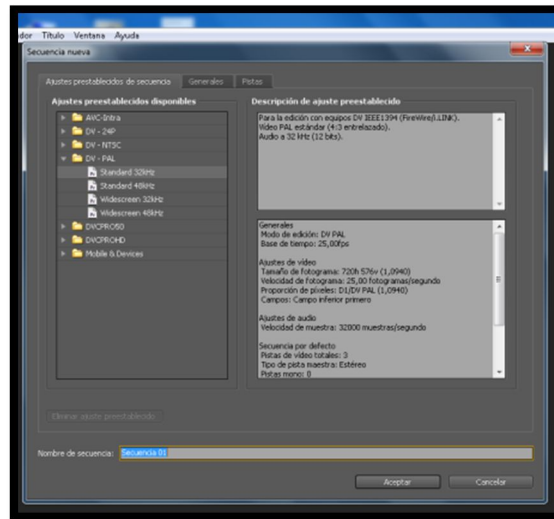 dor Título Ventana Ayuda
Secuencia nueva
Ajustes prestablecidos de secuencia Generales Pistas
Ajustes preestablecidos disponibles
AVC-Intra
DV - 24P
DV - NTSC
DV - PAL
Standard 32kHz
Standard 48kHz
Widescreen 32kHz
Widescreen 48kHz
DVCPRO50
DVCPROHD
Mobile & Devices
Descripción de ajuste preestablecido
Para la edición con equipos DV IEEE1394 (FireWire/i.LINK).
Vídeo PAL estándar (4:3 entrelazado).
Audio a 32 kHz (12 bits).
Generales
Modo de edición: DV PAL
Base de tiempo: 25,00fps
Ajustes de vídeo
Tamaño de fotograma: 720h 576v (1,0940)
Velocidad de fotograma: 25,00 fotogramas/segundo
Proporción de píxeles: D1/DV PAL (1,0940)
Campos: Campo inferior primero
Ajustes de audio
Velocidad de muestra: 32000 muestras/segundo
Secuencia por defecto
Pistas de vídeo totales: 3
Tipo de pista maestra: Estéreo
Pistas mono: 0
Eliminar ajuste preestablecido
Nombre de secuencia: Secuencia 01
Aceptar Cancelar